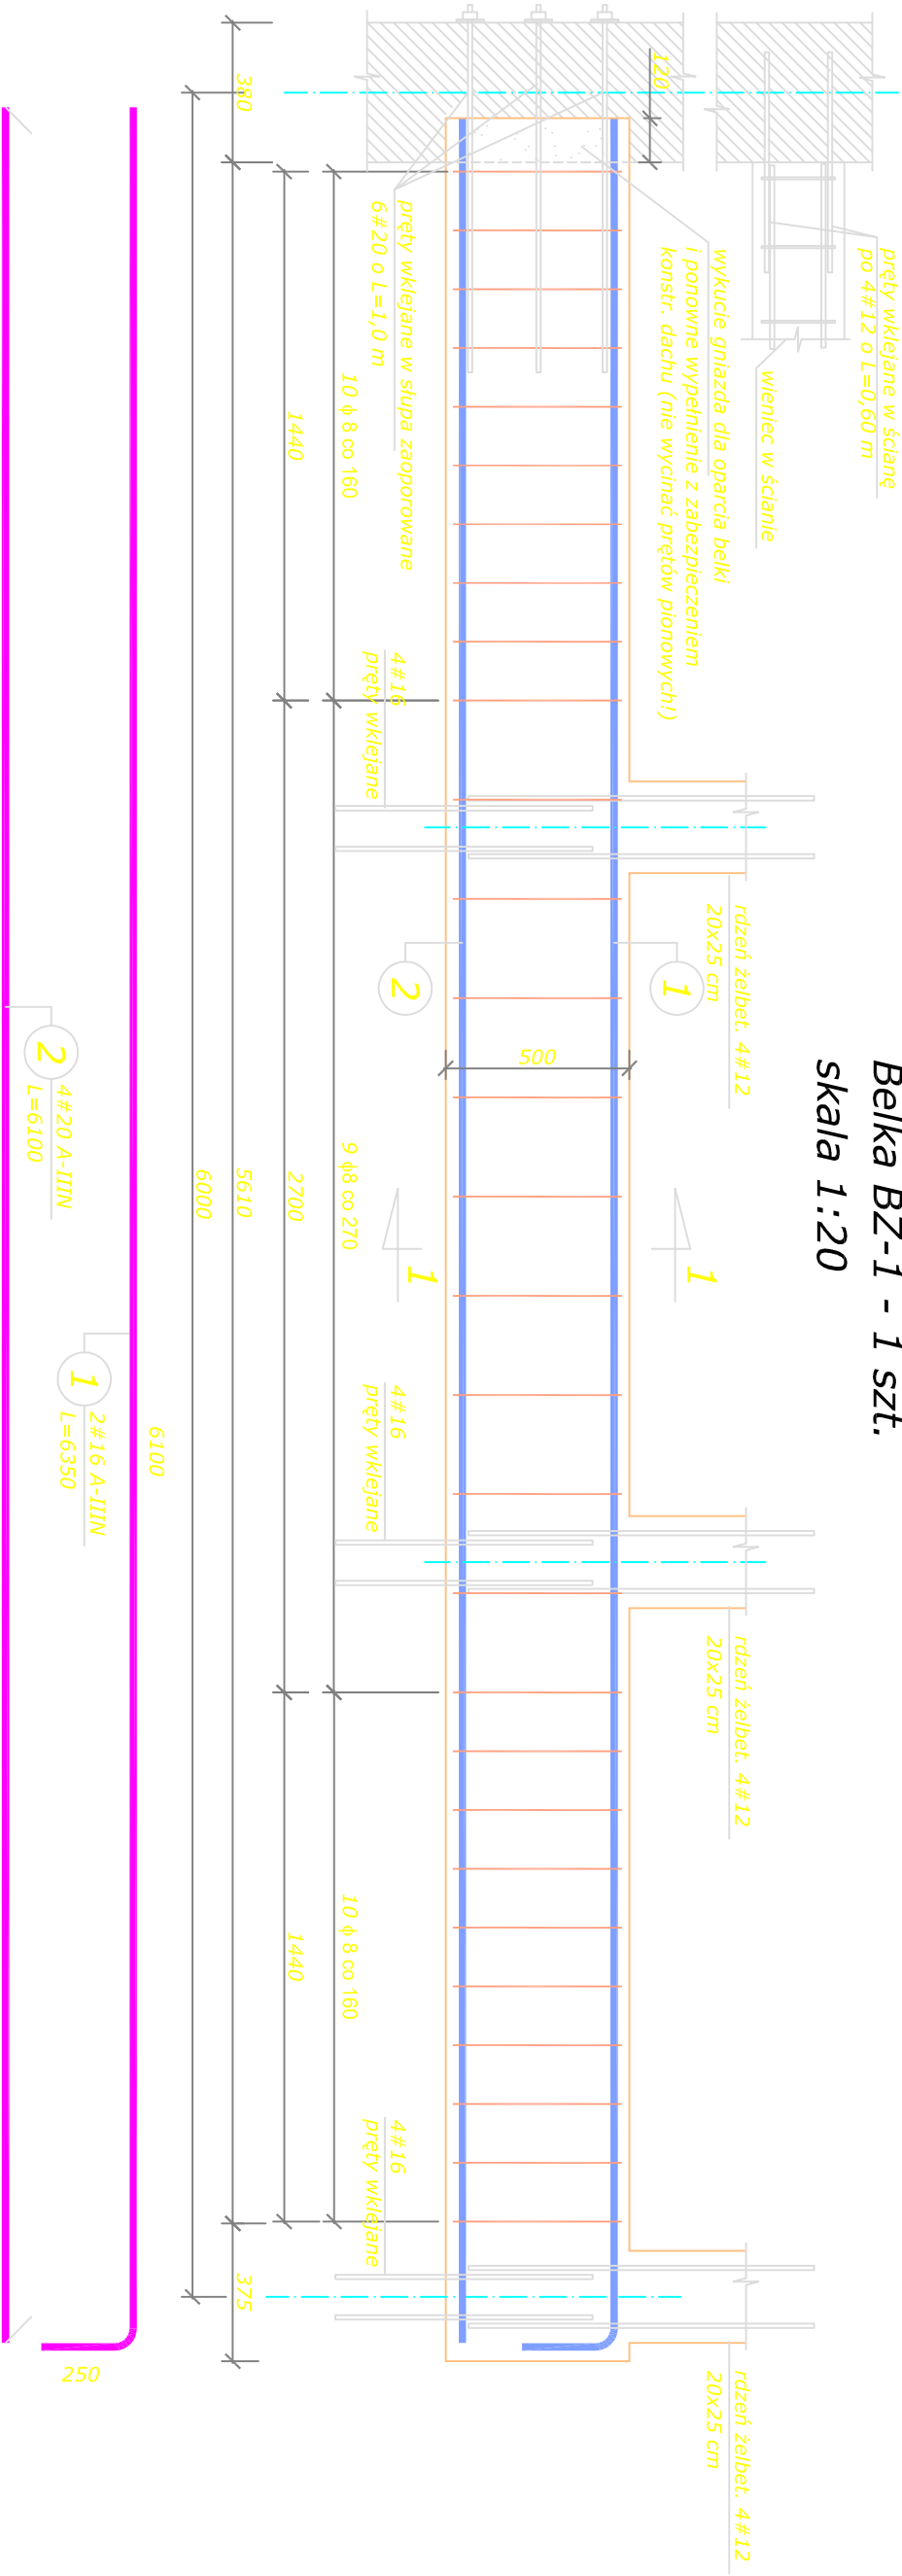 Belka BZ-1 - 1 szt.
skala 1:20
pręty wklejane w ścianę
po 4#12 o L=0,60 m
wieniec w ścianie
wykucie gniazda dla oparcia belki
i ponowne wypełnienie z zabezpieczeniem
konstr. dachu (nie wycinać prętów pionowych!)
120
rdzeń żelbet. 4#12
20x25 cm
rdzeń żelbet. 4#12
20x25 cm
rdzeń żelbet. 4#12
20x25 cm
1
1
500
2
1
pręty wklejane w słupa zaoporowane
6#20 o L=1,0 m
4#16
pręty wklejane
4#16
pręty wklejane
4#16
pręty wklejane
10 ϕ 8 co 160
9 ϕ8 co 270
10 ϕ 8 co 160
1440
2700
1440
380
5610
375
6000
6100
1
2#16 A-IIIN
L=6350
250
2
4#20 A-IIIN
L=6100